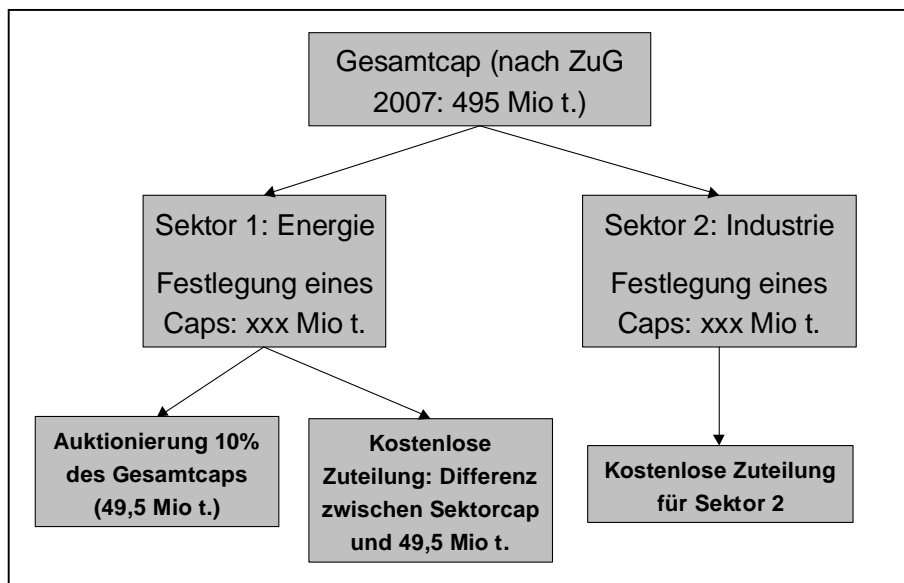 Gesamtcap (nach ZuG
2007: 495 Mio t.)
Sektor 1: Energie
Festlegung eines
Caps: xxx Mio t.
Sektor 2: Industrie
Festlegung eines
Caps: xxx Mio t.
Auktionierung 10%
des Gesamtcaps
(49,5 Mio t.)
Kostenlose
Zuteilung: Differenz
zwischen Sektorcap
und 49,5 Mio t.
Kostenlose Zuteilung
für Sektor 2